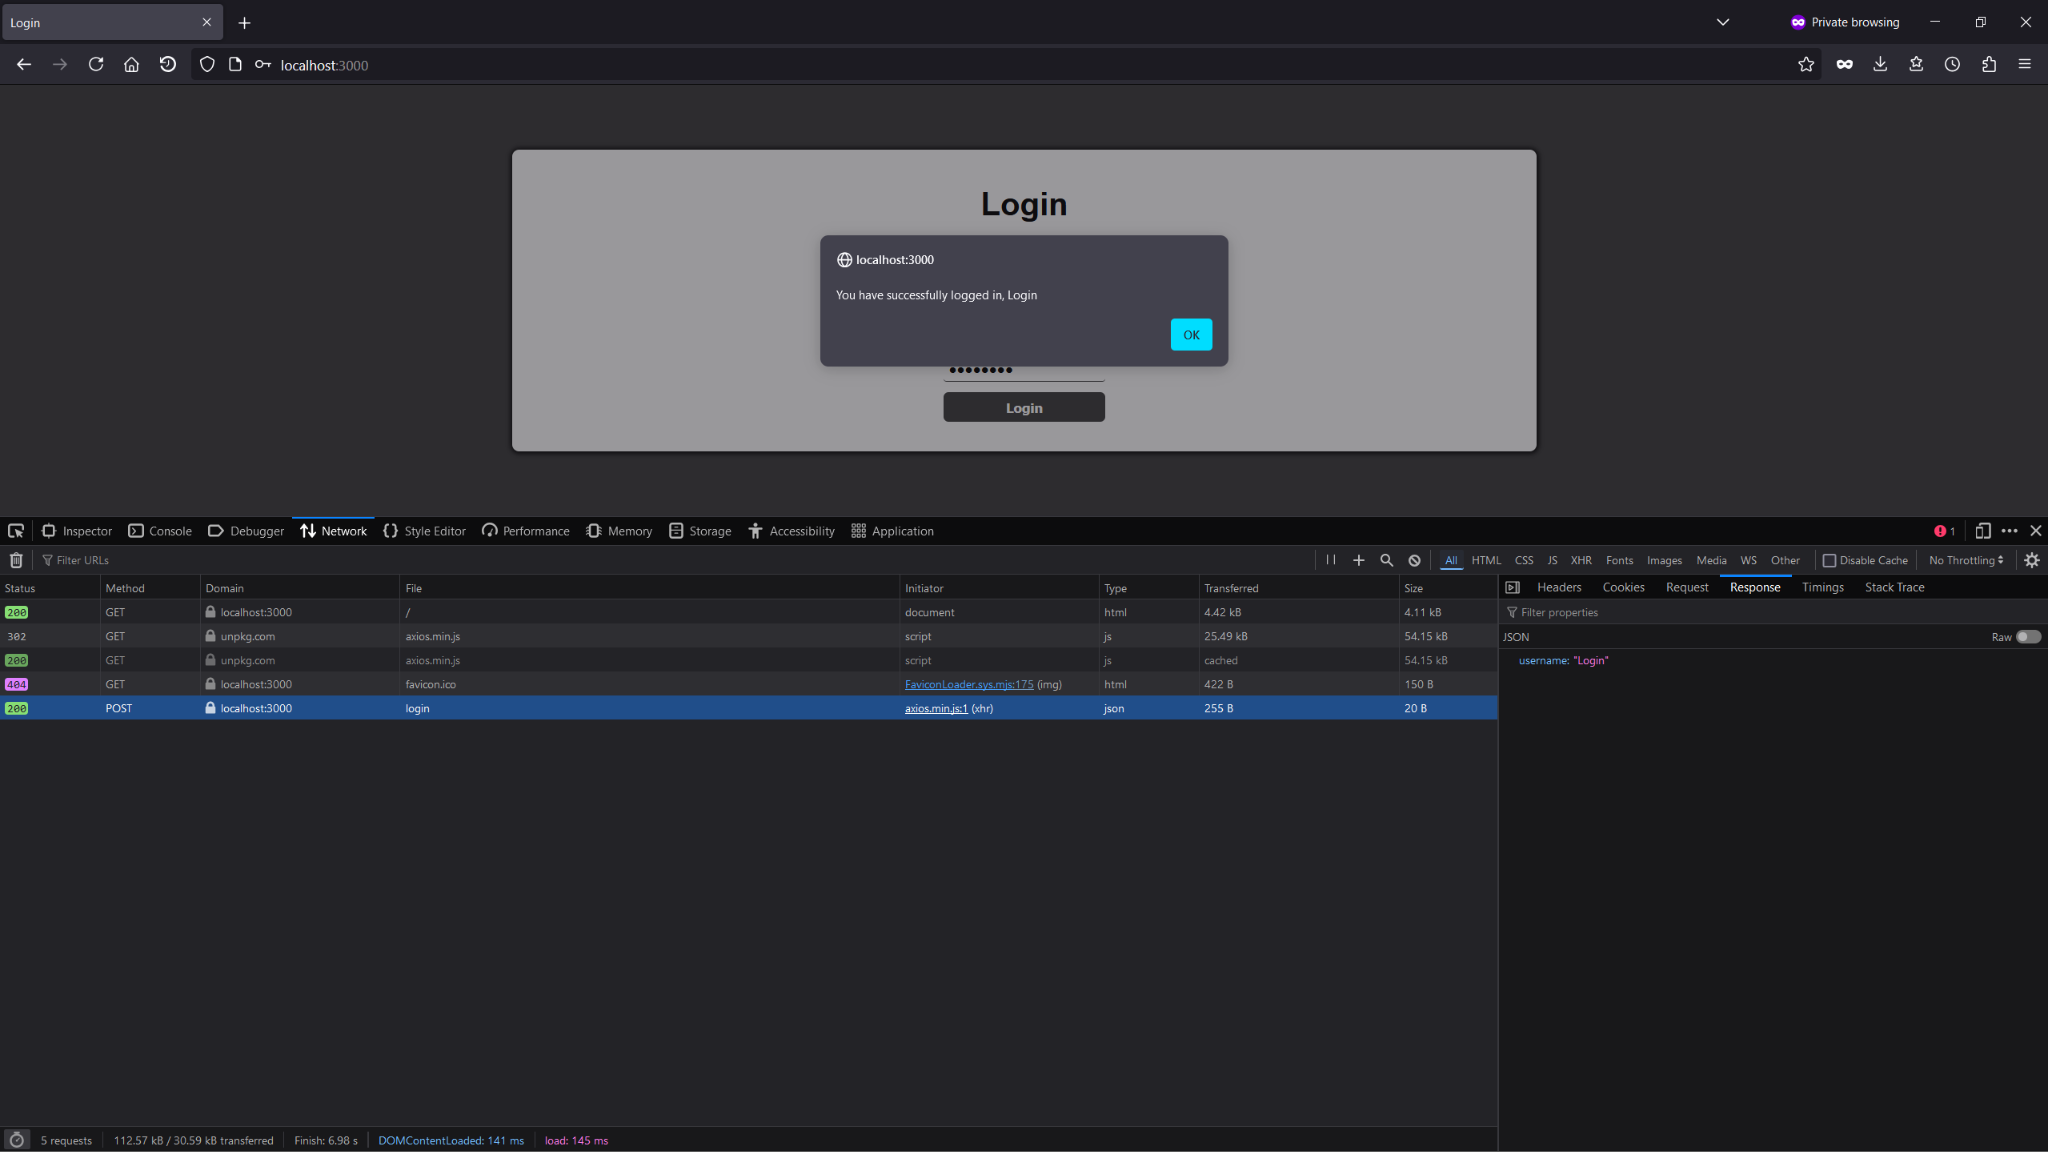 Login
Private browsing
localhost:3000
Login
localhost:3000
You have successfully logged in, Login
OK
Login
Inspector Console Debugger Network Style Editor Performance Memory Storage Accessibility Application 1
Filter URLs All HTML CSS JS XHR Fonts Images Media WS Other Disable Cache No Throttling
Status Method Domain File Initiator Type Transferred Size
200 GET localhost:3000 / document html 4.42 kB 4.11 kB
302 GET unpkg.com axios.min.js script js 25.49 kB 54.15 kB
200 GET unpkg.com axios.min.js script js cached 54.15 kB
404 GET localhost:3000 favicon.ico FaviconLoader.sys.mjs:175 (img) html 422 B 150 B
200 POST localhost:3000 login axios.min.js:1 (xhr) json 255 B 20 B
Headers Cookies Request Response Timings Stack Trace
Filter properties
JSON Raw
username: "Login"
5 requests 112.57 kB / 30.59 kB transferred Finish: 6.98 s DOMContentLoaded: 141 ms load: 145 ms